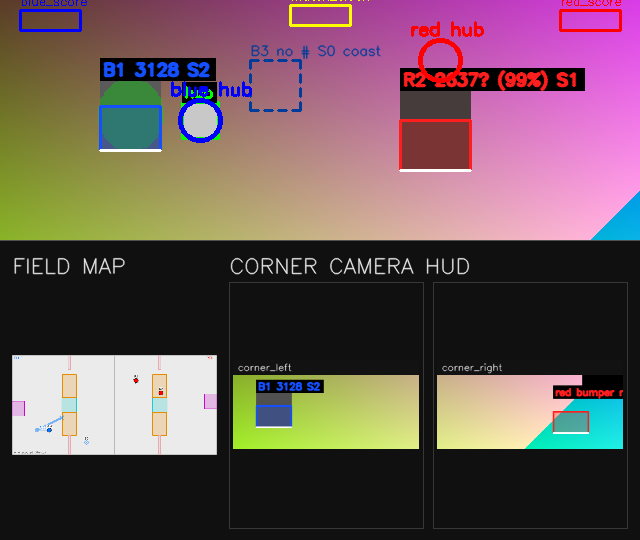 blue_score
red_score
red hub
B3 no # S0 coast
B1 3128 S2
blue hub
R2 2637? (99%) S1
FIELD MAP
CORNER CAMERA HUD
corner_left
corner_right
B1 3128 S2
red bumper r